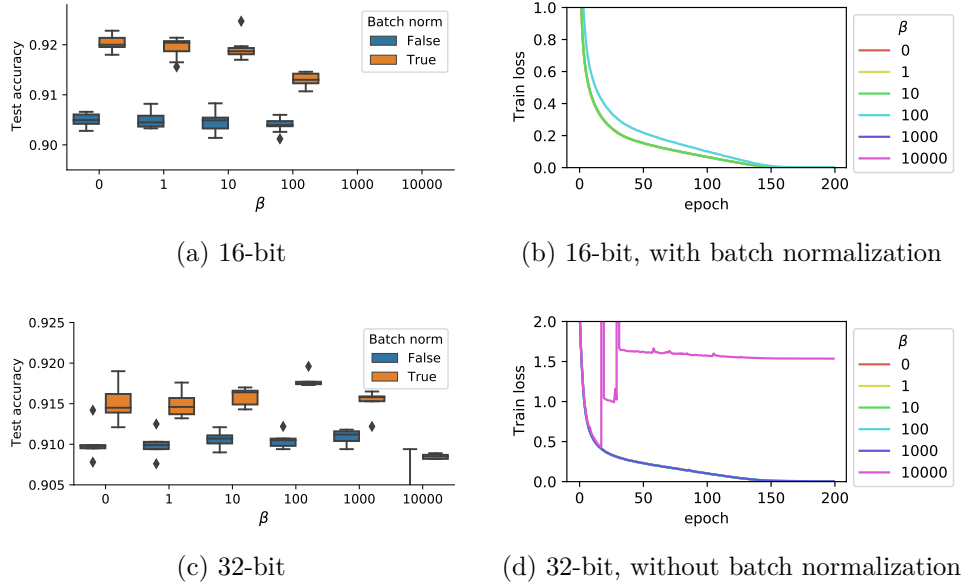 Test accuracy
0.92
0.91
0.90
0 1 10 100 1000 10000
β
Batch norm
False
True
(a) 16-bit
Train loss
1.0
0.8
0.6
0.4
0.2
0.0
0 50 100 150 200
epoch
β
0
1
10
100
1000
10000
(b) 16-bit, with batch normalization
Test accuracy
0.925
0.920
0.915
0.910
0.905
0 1 10 100 1000 10000
β
Batch norm
False
True
(c) 32-bit
Train loss
2.0
1.5
1.0
0.5
0.0
0 50 100 150 200
epoch
β
0
1
10
100
1000
10000
(d) 32-bit, without batch normalization